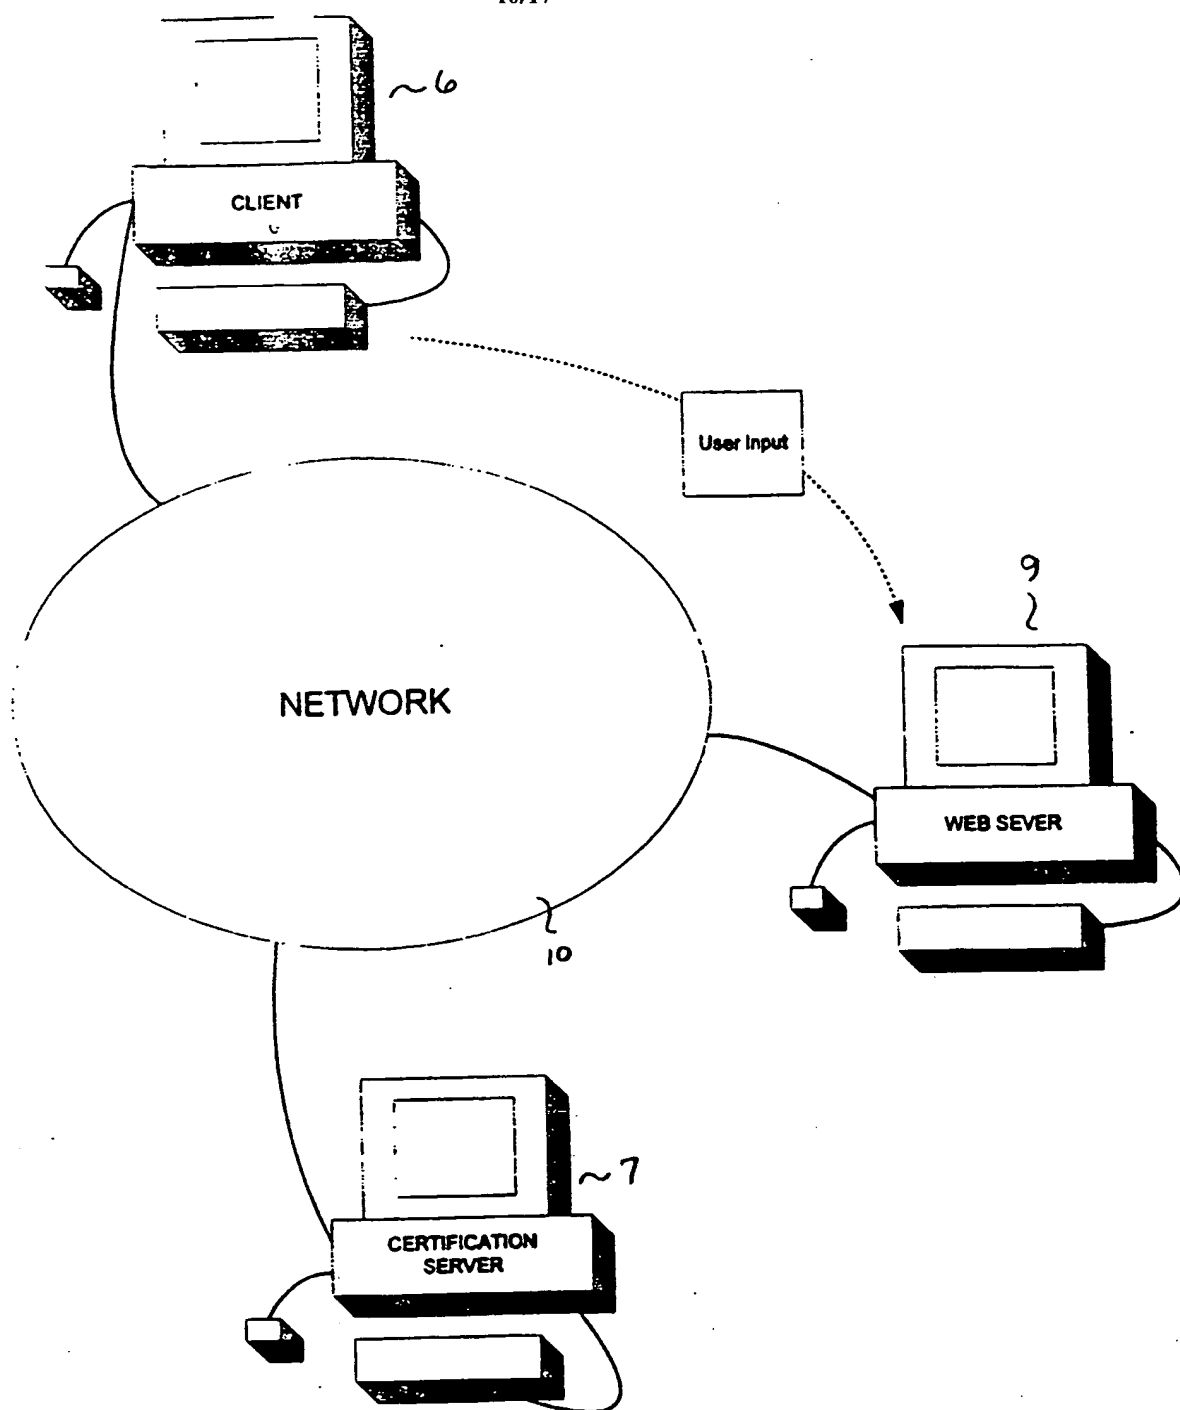 ~6
CLIENT
User Input
9
NETWORK
WEB SEVER
10
~7
CERTIFICATION
SERVER